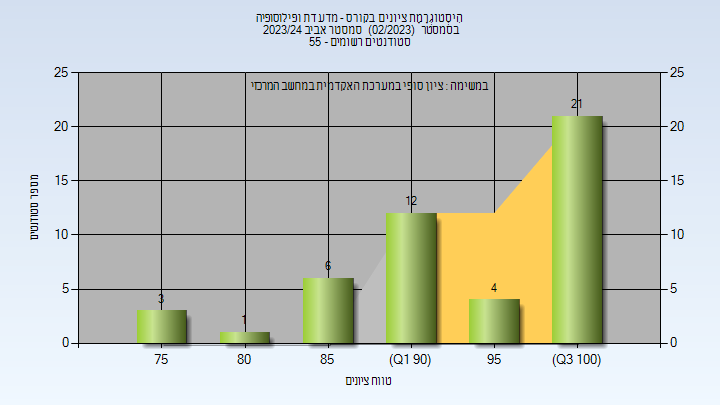 היסטוגרמת ציונים בקורס - מדע דת ופילוסופיה
בסמסטר (02/2023) סמסטר אביב 2023/24
סטודנטים רשומים - 55
במשימה : ציון סופי במערכת האקדמית במחשב המרכזי
25 25
20 20
15 15
10 10
5 5
0 0
3 1 6 12 4 21
75 80 85 (Q1 90) 95 (Q3 100)
מספר סטודנטים
טווח ציונים